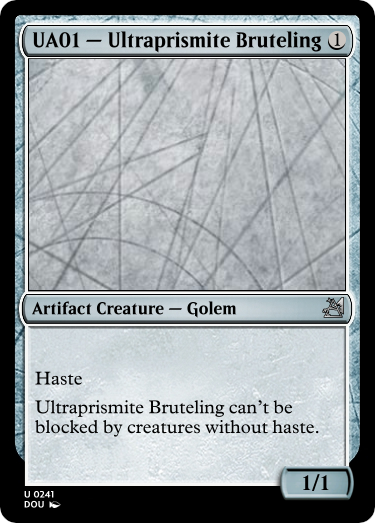 UA01 — Ultraprismite Bruteling 1
Artifact Creature — Golem
Haste
Ultraprismite Bruteling can't be
blocked by creatures without haste.
1/1
U 0241
DOU